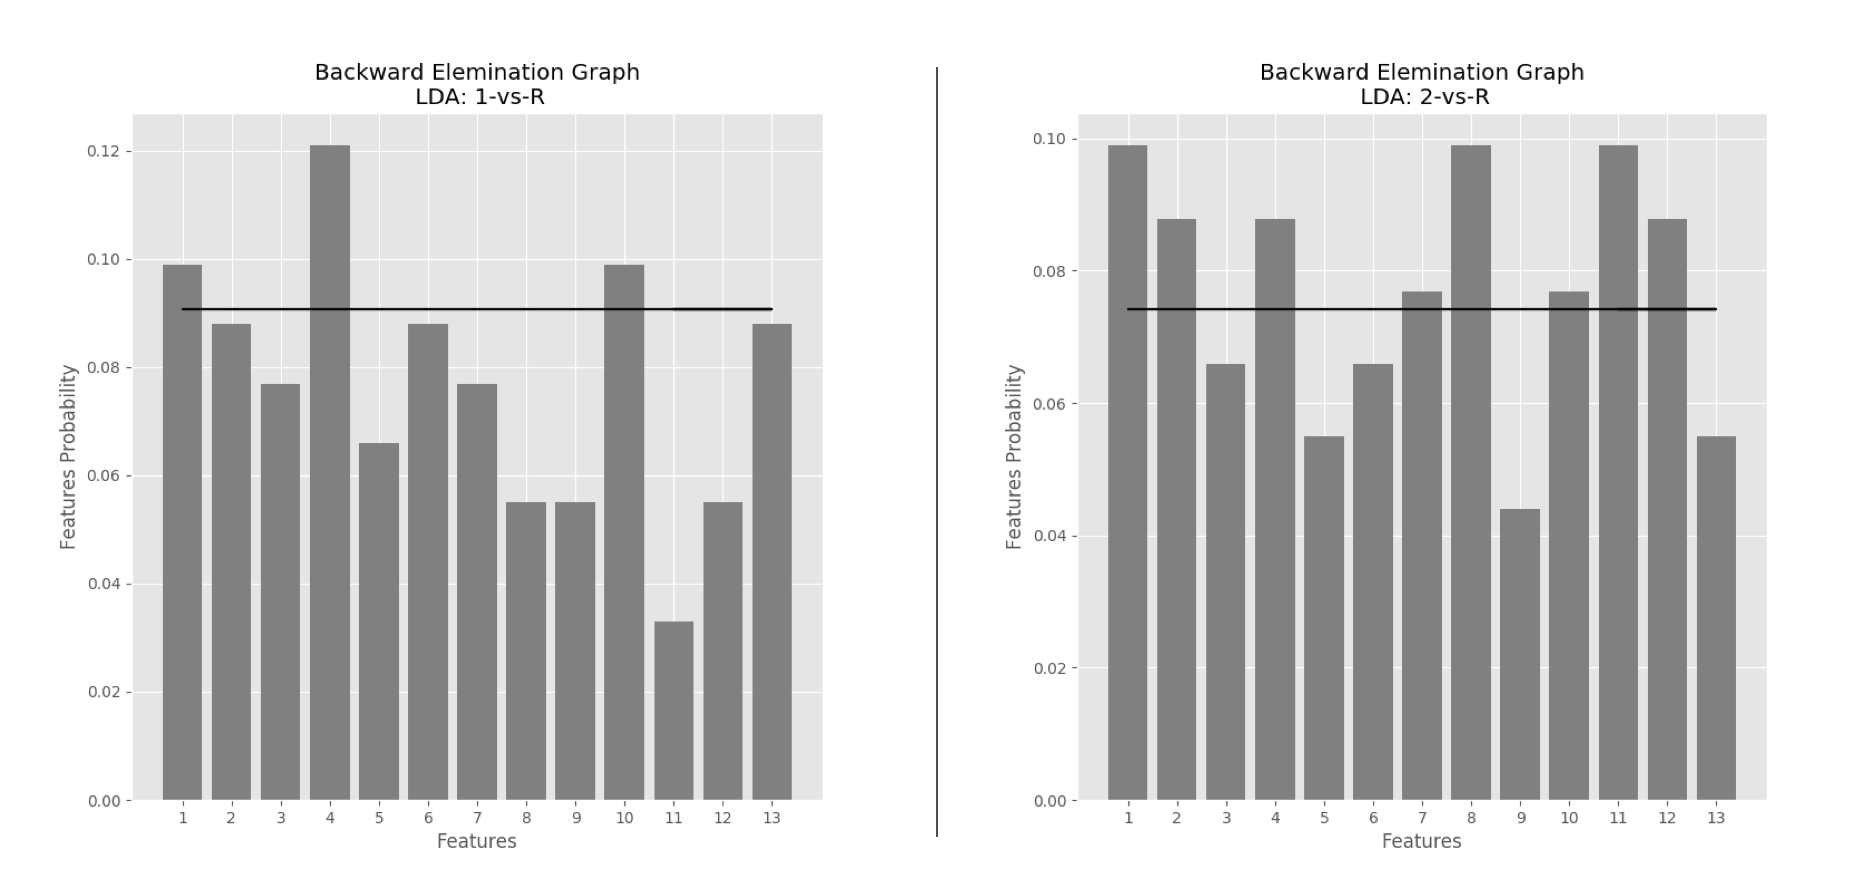 Backward Elemination Graph
LDA: 1-vs-R
Features Probability
0.12
0.10
0.08
0.06
0.04
0.02
0.00
1 2 3 4 5 6 7 8 9 10 11 12 13
Features
Backward Elemination Graph
LDA: 2-vs-R
Features Probability
0.10
0.08
0.06
0.04
0.02
0.00
1 2 3 4 5 6 7 8 9 10 11 12 13
Features